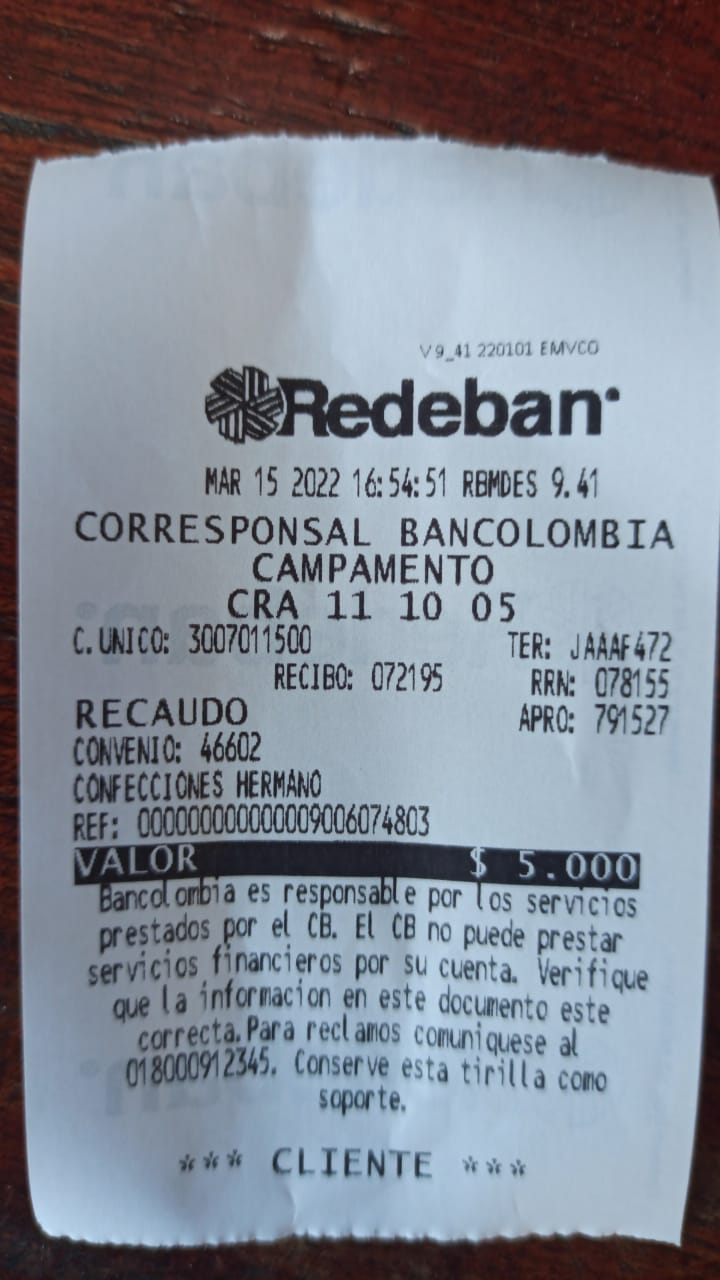 V 9_41 220101 EMVCO
Redeban
MAR 15 2022 16:54:51 RBMDES 9.41
CORRESPONSAL BANCOLOMBIA
CAMPAMENTO
CRA 11 10 05
C. UNICO: 3007011500 TER: JAAAF472
RECIBO: 072195 RRN: 078155
RECAUDO APRO: 791527
CONVENIO: 46602
CONFECCIONES HERMANO
REF: 000000000000009006074803
VALOR $ 5.000
Bancolombia es responsable por los servicios
prestados por el CB. El CB no puede prestar
servicios financieros por su cuenta. Verifique
que la informacion en este documento este
correcta.Para reclamos comuniquese al
018000912345. Conserve esta tirilla como
soporte.
*** CLIENTE ***